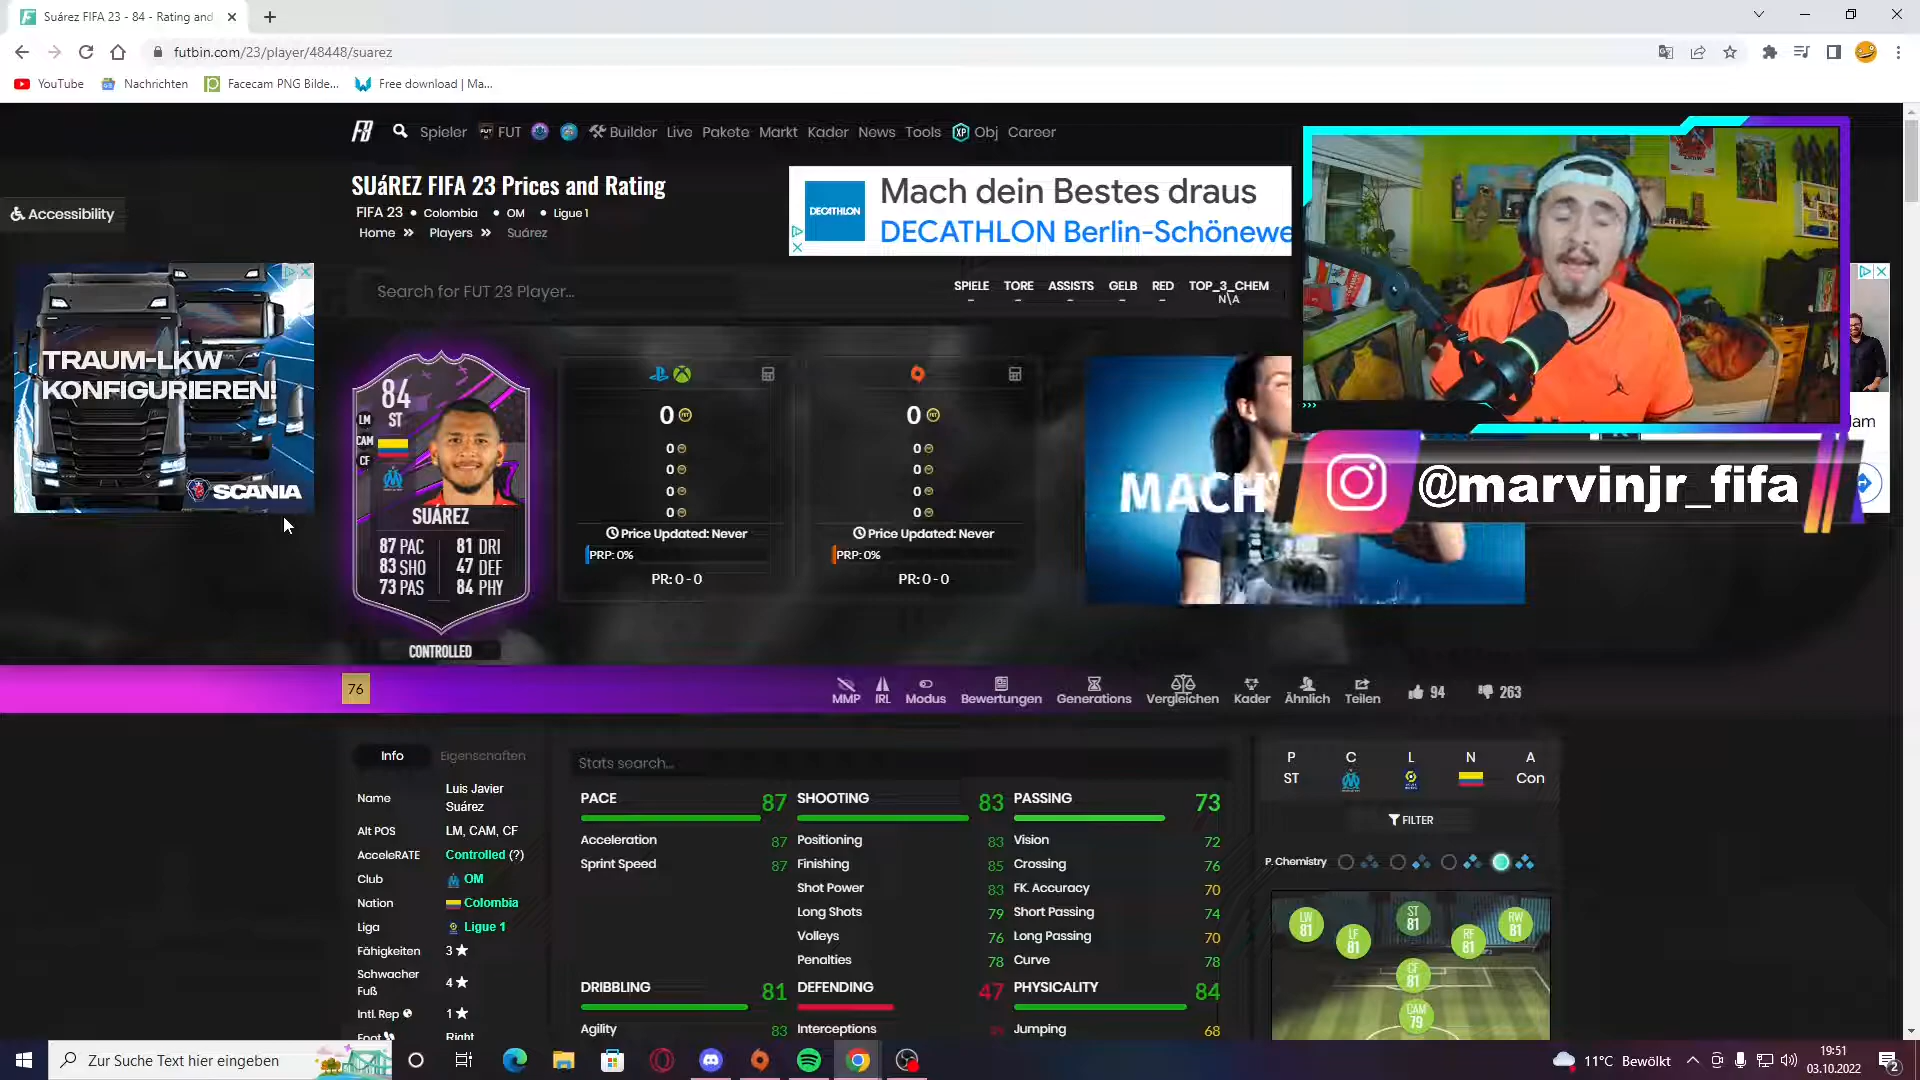 Suárez FIFA 23 - 84 - Rating and
futbin.com/23/player/48448/suarez
YouTube
Nachrichten
Facecam PNG Bilde...
Free download | Ma...
Spieler FUT Builder Live Pakete Markt Kader News Tools XP Obj Career
SUáREZ FIFA 23 Prices and Rating
FIFA 23 • Colombia • OM • Ligue 1
Home » Players » Suárez
Accessibility
DECATHLON
Mach dein Bestes draus
DECATHLON Berlin-Schönewe
Search for FUT 23 Player...
SPIELE TORE ASSISTS GELB RED TOP_3_CHEM
- - - - - N\A
TRAUM-LKW
KONFIGURIEREN!
SCANIA
84
ST
LM
CAM
CF
SUÁREZ
87 PAC 81 DRI
83 SHO 47 DEF
73 PAS 84 PHY
CONTROLLED
0
0
0
0
0
Price Updated: Never
PRP: 0%
PR: 0 - 0
0
0
0
0
0
Price Updated: Never
PRP: 0%
PR: 0 - 0
MACH
lam
@marvinjr_fifa
76
MMP IRL Modus Bewertungen Generations Vergleichen Kader Ähnlich Teilen 94 263
Info Eigenschaften
Name Luis Javier
Suárez
Alt POS LM, CAM, CF
AcceleRATE Controlled (?)
Club OM
Nation Colombia
Liga Ligue 1
Fähigkeiten 3
Schwacher
Fuß 4
Intl. Rep 1
Foot Right
Stats search...
PACE 87
Acceleration 87
Sprint Speed 87
SHOOTING 83
Positioning 83
Finishing 85
Shot Power 83
Long Shots 79
Volleys 76
Penalties 78
PASSING 73
Vision 72
Crossing 76
FK. Accuracy 70
Short Passing 74
Long Passing 70
Curve 78
DRIBBLING 81
Agility 83
DEFENDING 47
Interceptions
PHYSICALITY 84
Jumping 68
P C L N A
ST Con
FILTER
P. Chemistry
LW
81
LF
81
ST
81
RF
81
RW
81
CF
81
CAM
79
Zur Suche Text hier eingeben
11°C Bewölkt
19:51
03.10.2022
2